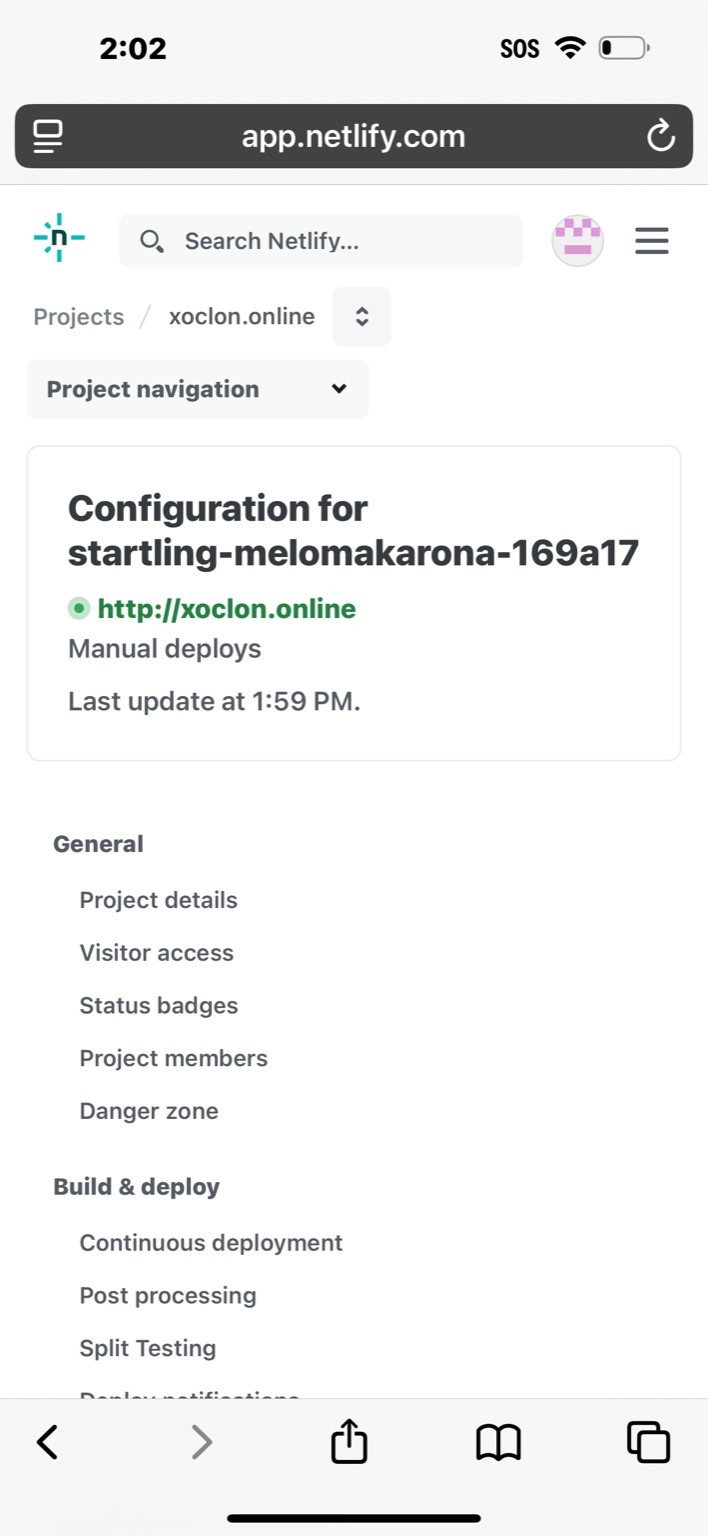 2:02
SOS
app.netlify.com
n
Search Netlify...
Projects / xoclon.online
Project navigation
Configuration for
startling-melomakarona-169a17
http://xoclon.online
Manual deploys
Last update at 1:59 PM.
General
Project details
Visitor access
Status badges
Project members
Danger zone
Build & deploy
Continuous deployment
Post processing
Split Testing
Deploy notifications